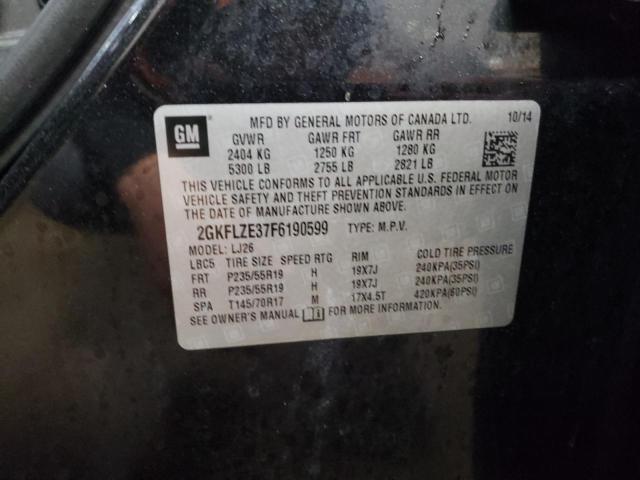 GM
MFD BY GENERAL MOTORS OF CANADA LTD. 10/14
GVWR GAWR FRT GAWR RR
2404 KG 1250 KG 1280 KG
5300 LB 2755 LB 2821 LB
THIS VEHICLE CONFORMS TO ALL APPLICABLE U.S. FEDERAL MOTOR
VEHICLE SAFETY AND THEFT PREVENTION STANDARDS IN EFFECT ON
THE DATE OF MANUFACTURE SHOWN ABOVE.
2GKFLZE37F6190599 TYPE: M.P.V.
MODEL: LJ26
LBC5 TIRE SIZE SPEED RTG RIM COLD TIRE PRESSURE
FRT P235/55R19 H 19X7J 240KPA(35PSI)
RR P235/55R19 H 19X7J 240KPA(35PSI)
SPA T145/70R17 M 17X4.5T 420KPA(60PSI)
SEE OWNER'S MANUAL FOR MORE INFORMATION.